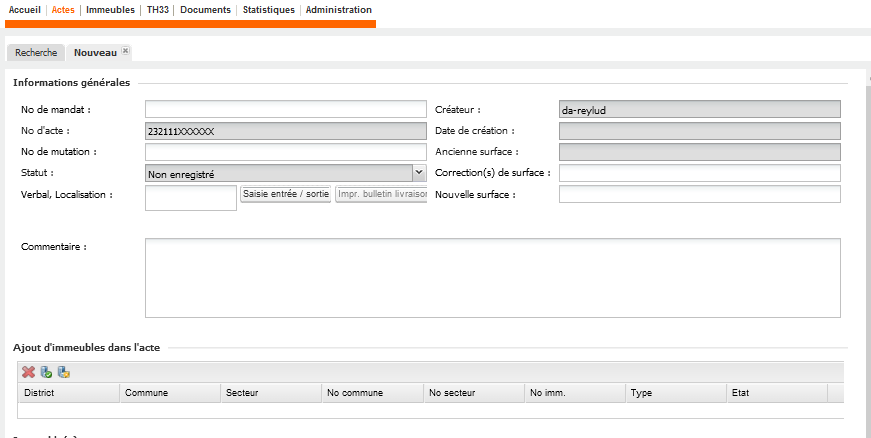 Accueil Actes Immeubles TH33 Documents Statistiques Administration
Recherche Nouveau
Informations générales
No de mandat : Créateur : da-reylud
No d'acte : 232111XXXXXX Date de création :
No de mutation : Ancienne surface :
Statut : Non enregistré Correction(s) de surface :
Verbal, Localisation : Saisie entrée / sortie Impr. bulletin livraison Nouvelle surface :
Commentaire :
Ajout d'immeubles dans l'acte
District Commune Secteur No commune No secteur No imm. Type Etat